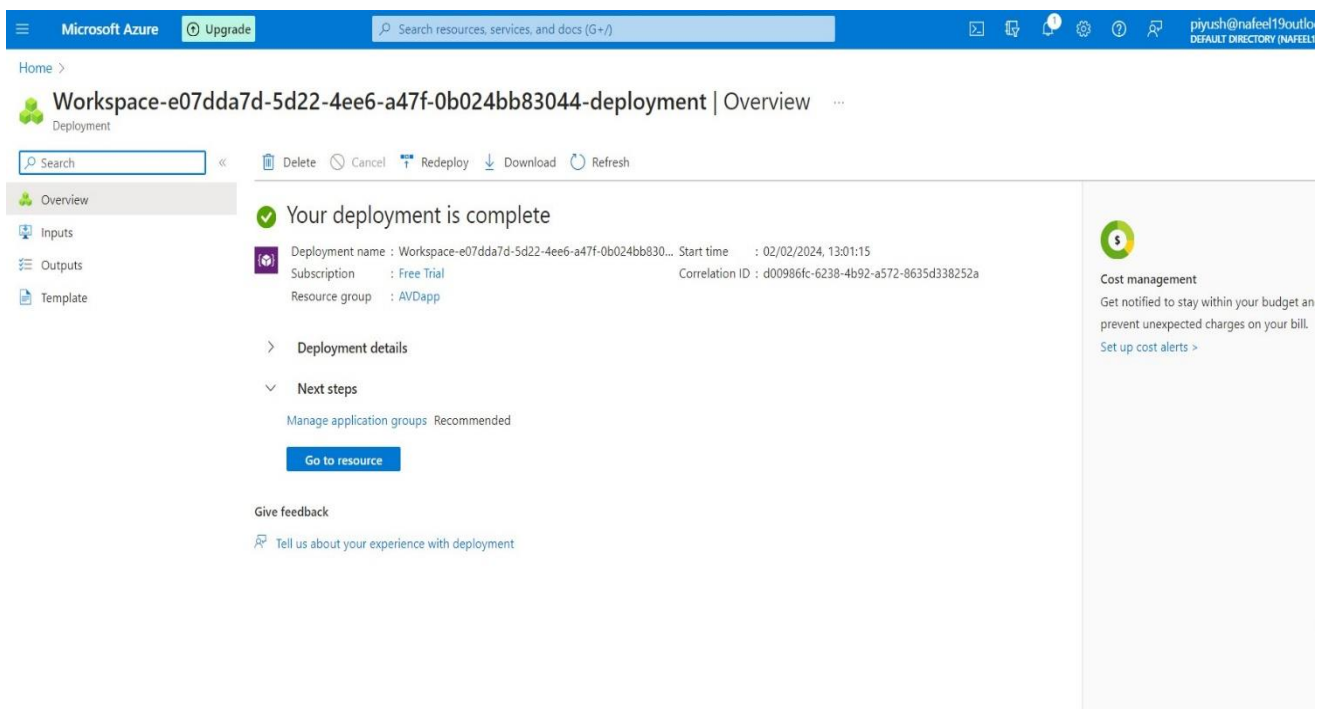 Microsoft Azure Upgrade Search resources, services, and docs (G+/) 1 piyush@nafeel19outlo
DEFAULT DIRECTORY (NAFEEL1
Home >
Workspace-e07dda7d-5d22-4ee6-a47f-0b024bb83044-deployment | Overview ...
Deployment
Search « Delete Cancel Redeploy Download Refresh
Overview
Inputs
Outputs
Template
Your deployment is complete
Deployment name : Workspace-e07dda7d-5d22-4ee6-a47f-0b024bb830... Start time : 02/02/2024, 13:01:15
Subscription : Free Trial Correlation ID : d00986fc-6238-4b92-a572-8635d338252a
Resource group : AVDapp
Deployment details
Next steps
Manage application groups Recommended
Go to resource
Give feedback
Tell us about your experience with deployment
$
Cost management
Get notified to stay within your budget an
prevent unexpected charges on your bill.
Set up cost alerts >